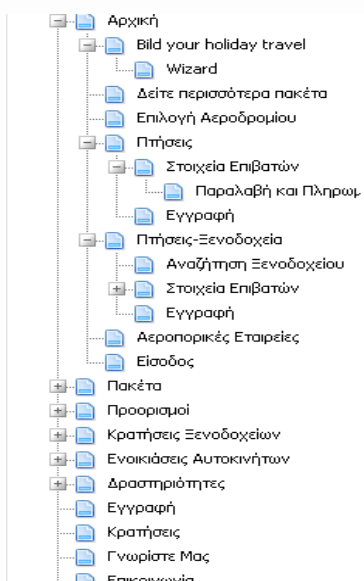 Αρχική
Bild your holiday travel
Wizard
Δείτε περισσότερα πακέτα
Επιλογή Αεροδρομίου
Πτήσεις
Στοιχεία Επιβατών
Παραλαβή και Πληρωμ
Εγγραφή
Πτήσεις-Ξενοδοχεία
Αναζήτηση Ξενοδοχείου
Στοιχεία Επιβατών
Εγγραφή
Αεροπορικές Εταιρείες
Είσοδος
Πακέτα
Προορισμοί
Κρατήσεις Ξενοδοχείων
Ενοικιάσεις Αυτοκινήτων
Δραστηριότητες
Εγγραφή
Κρατήσεις
Γνωρίστε Μας
Επικοινωνία